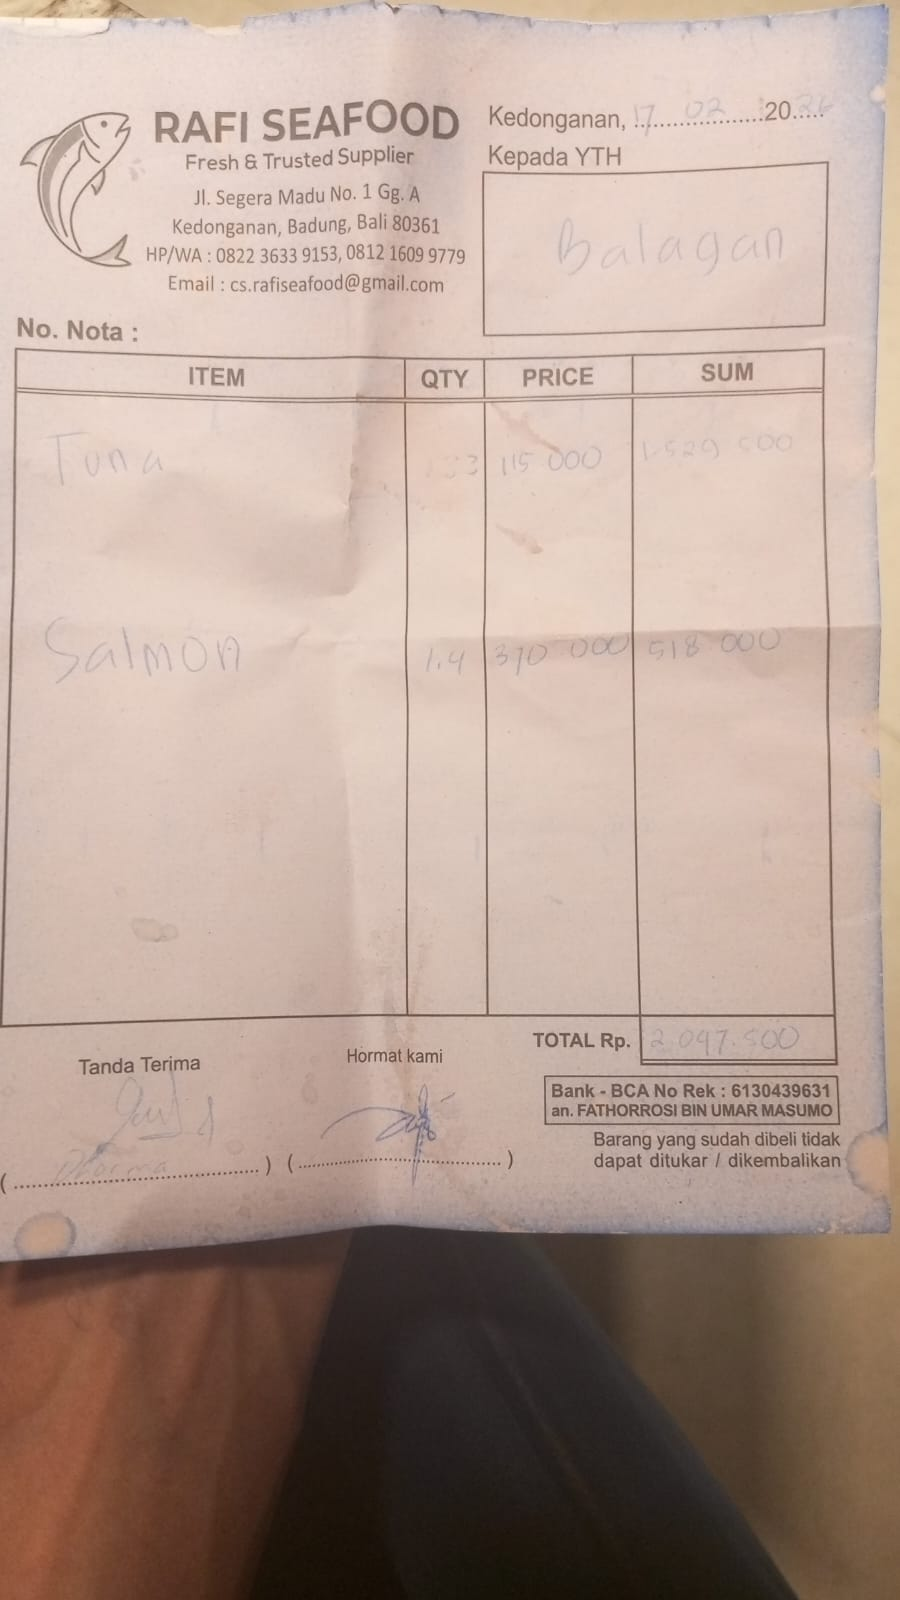 RAFI SEAFOOD
Fresh & Trusted Supplier
Jl. Segera Madu No. 1 Gg. A
Kedonganan, Badung, Bali 80361
HP/WA : 0822 3633 9153, 0812 1609 9779
Email : cs.rafiseafood@gmail.com
Kedonganan, 17 02 2026
Kepada YTH
Balagan
No. Nota :
ITEM QTY PRICE SUM
Tuna 115 000 1.529 500
Salmon 1.4 370 000 518 000
TOTAL Rp. 2.047.500
Tanda Terima
Hormat kami
Dharma
Bank - BCA No Rek : 6130439631
an. FATHORROSI BIN UMAR MASUMO
Barang yang sudah dibeli tidak
dapat ditukar / dikembalikan